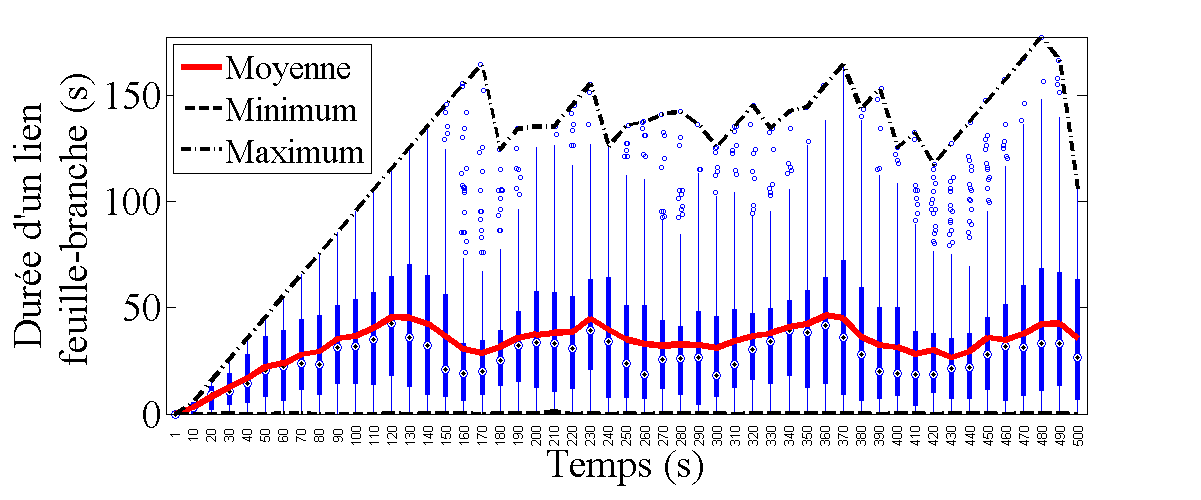 Durée d'un lien
feuille-branche (s)
150
100
50
0
Moyenne
Minimum
Maximum
1 10 20 30 40 50 60 70 80 90 100 110 120 130 140 150 160 170 180 190 200 210 220 230 240 250 260 270 280 290 300 310 320 330 340 350 360 370 380 390 400 410 420 430 440 450 460 470 480 490 500
Temps (s)